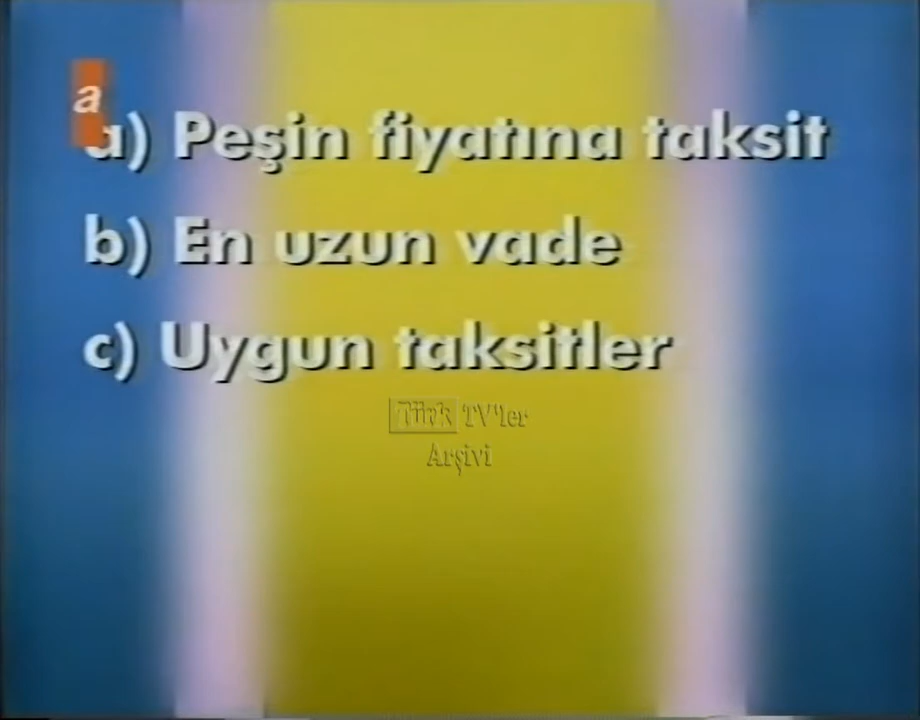 a
a) Peşin fiyatına taksit
b) En uzun vade
c) Uygun taksitler
Türk TV'ler
Arşivi